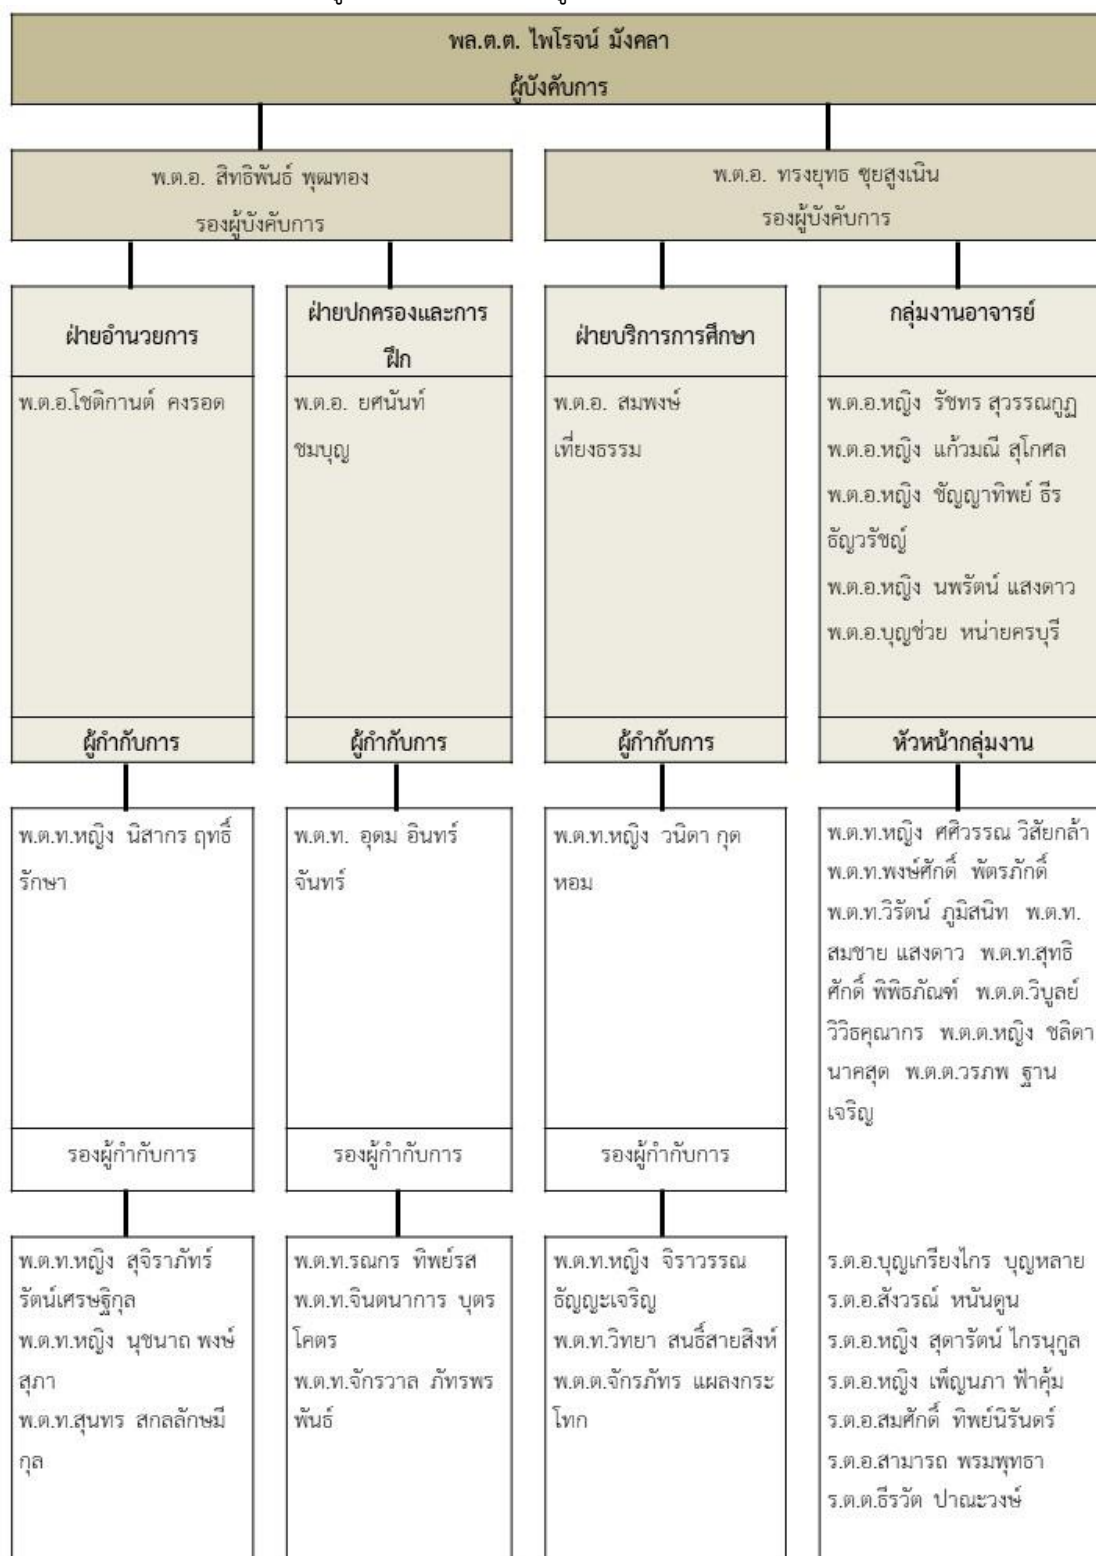 พล.ต.ต. ไพโรจน์ มังคลา
ผู้บังคับการ
พ.ต.อ. สิทธิพันธ์ พุฒทอง
รองผู้บังคับการ
พ.ต.อ. ทรงยุทธ ซุยสูงเนิน
รองผู้บังคับการ
ฝ่ายอำนวยการ
ฝ่ายปกครองและการ
ฝึก
ฝ่ายบริการการศึกษา
กลุ่มงานอาจารย์
พ.ต.อ.โชติกานต์ คงรอด
พ.ต.อ. ยศนันท์
ชมบุญ
พ.ต.อ. สมพงษ์
เที่ยงธรรม
พ.ต.อ.หญิง รัชทร สุวรรณกูฏ
พ.ต.อ.หญิง แก้วมณี สุโกศล
พ.ต.อ.หญิง ชัญญาทิพย์ ธีร
ธัญวรัชญ์
พ.ต.อ.หญิง นพรัตน์ แสงดาว
พ.ต.อ.บุญช่วย หน่ายครบุรี
ผู้กำกับการ
ผู้กำกับการ
ผู้กำกับการ
หัวหน้ากลุ่มงาน
พ.ต.ท.หญิง นิสากร ฤทธิ์
รักษา
พ.ต.ท. อุดม อินทร์
จันทร์
พ.ต.ท.หญิง วนิดา กุด
หอม
พ.ต.ท.หญิง ศศิวรรณ วิสัยกล้า
พ.ต.ท.พงษ์ศักดิ์ พัตรภักดิ์
พ.ต.ท.วิรัตน์ ภูมิสนิท พ.ต.ท.
สมชาย แสงดาว พ.ต.ท.สุทธิ
ศักดิ์ พิพิธภัณฑ์ พ.ต.ต.วิบูลย์
วิวิธคุณากร พ.ต.ต.หญิง ชลิดา
นาคสุด พ.ต.ต.วรภพ ฐาน
เจริญ
รองผู้กำกับการ
รองผู้กำกับการ
รองผู้กำกับการ
พ.ต.ท.หญิง สุจิราภัทร์
รัตน์เศรษฐิกุล
พ.ต.ท.หญิง นุชนาถ พงษ์
สุภา
พ.ต.ท.สุนทร สกลลักษมี
กุล
พ.ต.ท.รณกร ทิพย์รส
พ.ต.ท.จินตนาการ บุตร
โคตร
พ.ต.ท.จักรวาล ภัทรพร
พันธ์
พ.ต.ท.หญิง จิราวรรณ
ธัญญะเจริญ
พ.ต.ท.วิทยา สนธิ์สายสิงห์
พ.ต.ต.จักรภัทร แผลงกระ
โทก
ร.ต.อ.บุญเกรียงไกร บุญหลาย
ร.ต.อ.สังวรณ์ หนันดูน
ร.ต.อ.หญิง สุดารัตน์ ไกรนุกูล
ร.ต.อ.หญิง เพ็ญนภา ฟ้าคุ้ม
ร.ต.อ.สมศักดิ์ ทิพย์นิรันดร์
ร.ต.อ.สามารถ พรมพุทธา
ร.ต.ต.ธีรวัต ปาณะวงษ์